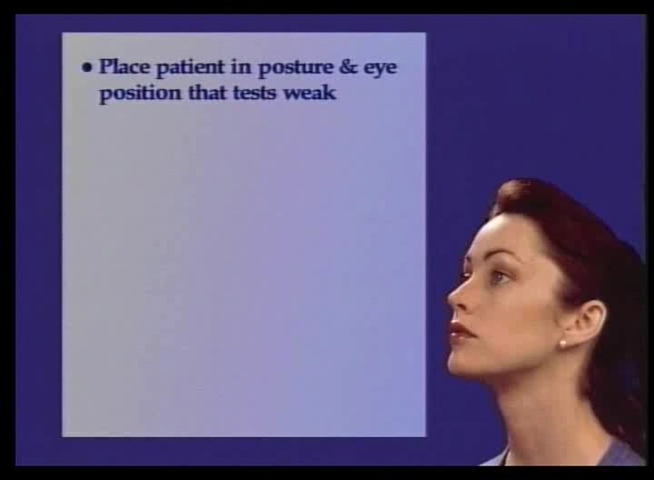 • Place patient in posture & eye
position that tests weak